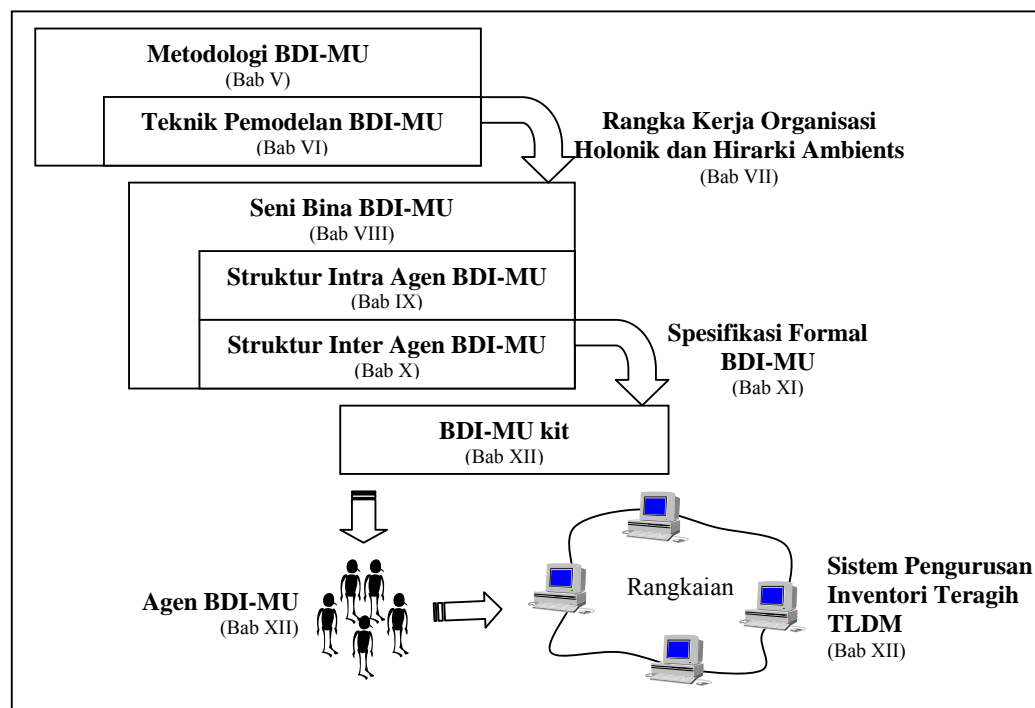 Metodologi BDI-MU
(Bab V)
Teknik Pemodelan BDI-MU
(Bab VI)
Rangka Kerja Organisasi
Holonik dan Hirarki Ambients
(Bab VII)
Seni Bina BDI-MU
(Bab VIII)
Struktur Intra Agen BDI-MU
(Bab IX)
Struktur Inter Agen BDI-MU
(Bab X)
Spesifikasi Formal
BDI-MU
(Bab XI)
BDI-MU kit
(Bab XII)
Agen BDI-MU
(Bab XII)
Rangkaian
Sistem Pengurusan
Inventori Teragih
TLDM
(Bab XII)